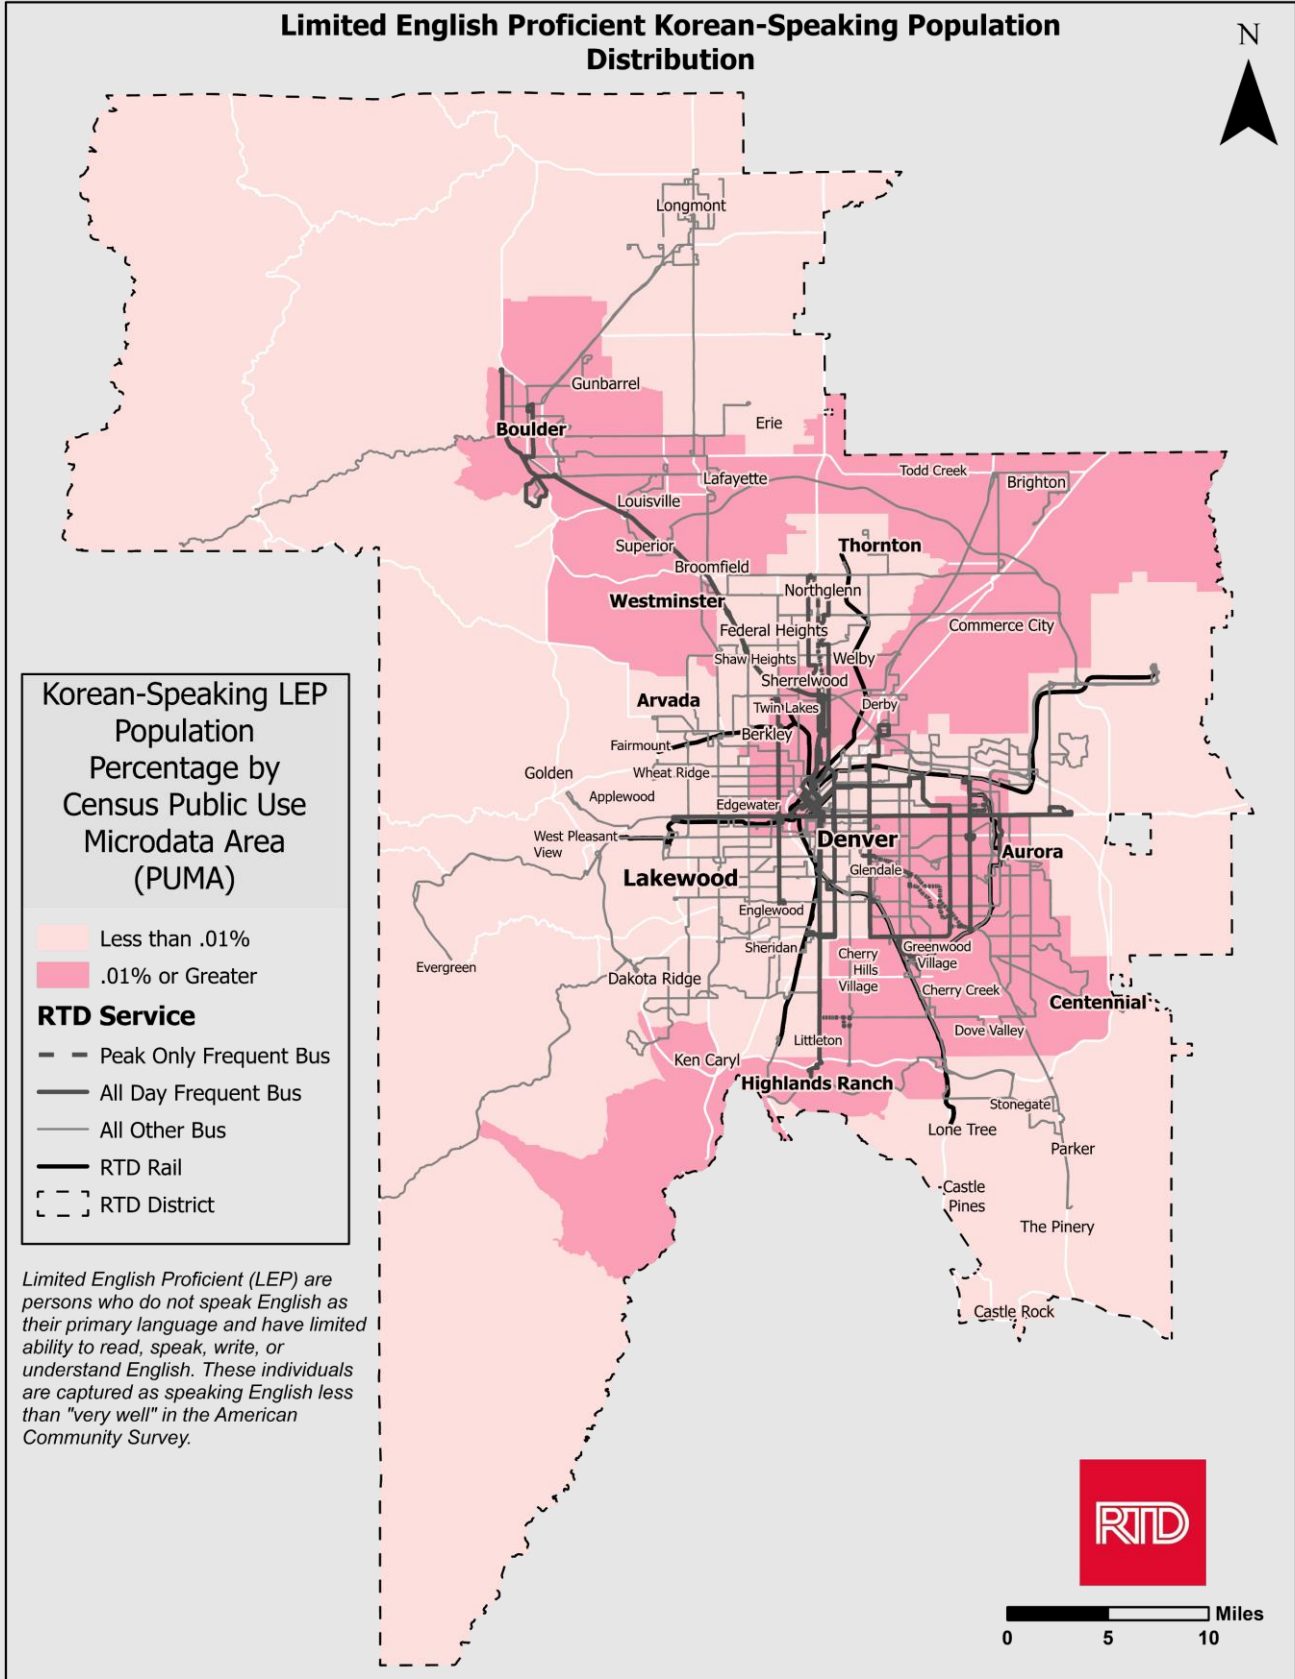 Limited English Proficient Korean-Speaking Population
Distribution
N
Longmont
Gunbarrel
Boulder
Erie
Lafayette
Todd Creek
Brighton
Louisville
Superior
Thornton
Broomfield
Northglenn
Westminster
Commerce City
Federal Heights
Shaw Heights
Welby
Sherrelwood
Arvada
Twin Lakes
Derby
Berkley
Fairmount
Golden
Wheat Ridge
Applewood
Edgewater
West Pleasant
View
Denver
Aurora
Lakewood
Glendale
Englewood
Sheridan
Greenwood
Village
Cherry
Hills
Village
Evergreen
Dakota Ridge
Cherry Creek
Centennial
Dove Valley
Littleton
Ken Caryl
Highlands Ranch
Stonegate
Lone Tree
Parker
Castle
Pines
The Pinery
Castle Rock
Korean-Speaking LEP
Population
Percentage by
Census Public Use
Microdata Area
(PUMA)
Less than .01%
.01% or Greater
RTD Service
Peak Only Frequent Bus
All Day Frequent Bus
All Other Bus
RTD Rail
RTD District
Limited English Proficient (LEP) are
persons who do not speak English as
their primary language and have limited
ability to read, speak, write, or
understand English. These individuals
are captured as speaking English less
than "very well" in the American
Community Survey.
RTD
Miles
0 5 10